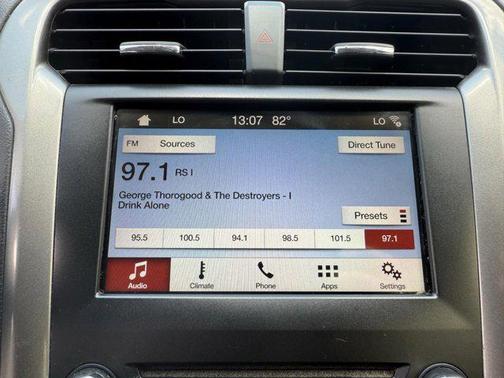 LO 13:07 82° LO
FM Sources Direct Tune
97.1 RS I
George Thorogood & The Destroyers - I
Drink Alone
Presets
95.5 100.5 94.1 98.5 101.5 97.1
Audio Climate Phone Apps Settings